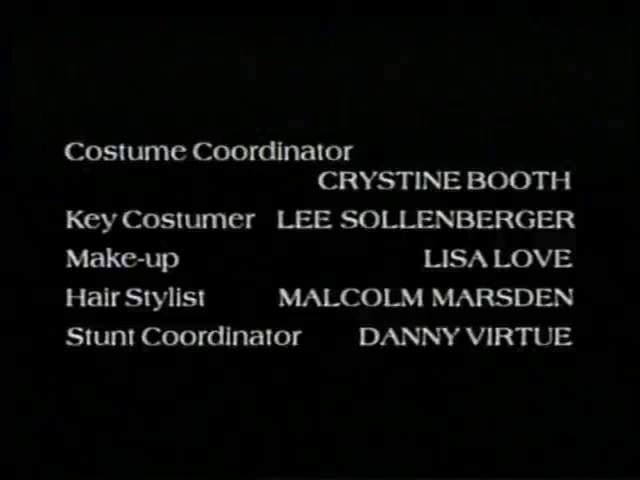 Costume Coordinator
CRYSTINE BOOTH
Key Costumer LEE SOLLENBERGER
Make-up LISA LOVE
Hair Stylist MALCOLM MARSDEN
Stunt Coordinator DANNY VIRTUE